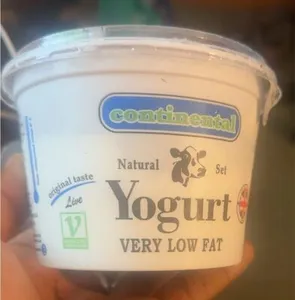 continental
Natural Set
original taste
Live
Yogurt
V
VERY LOW FAT